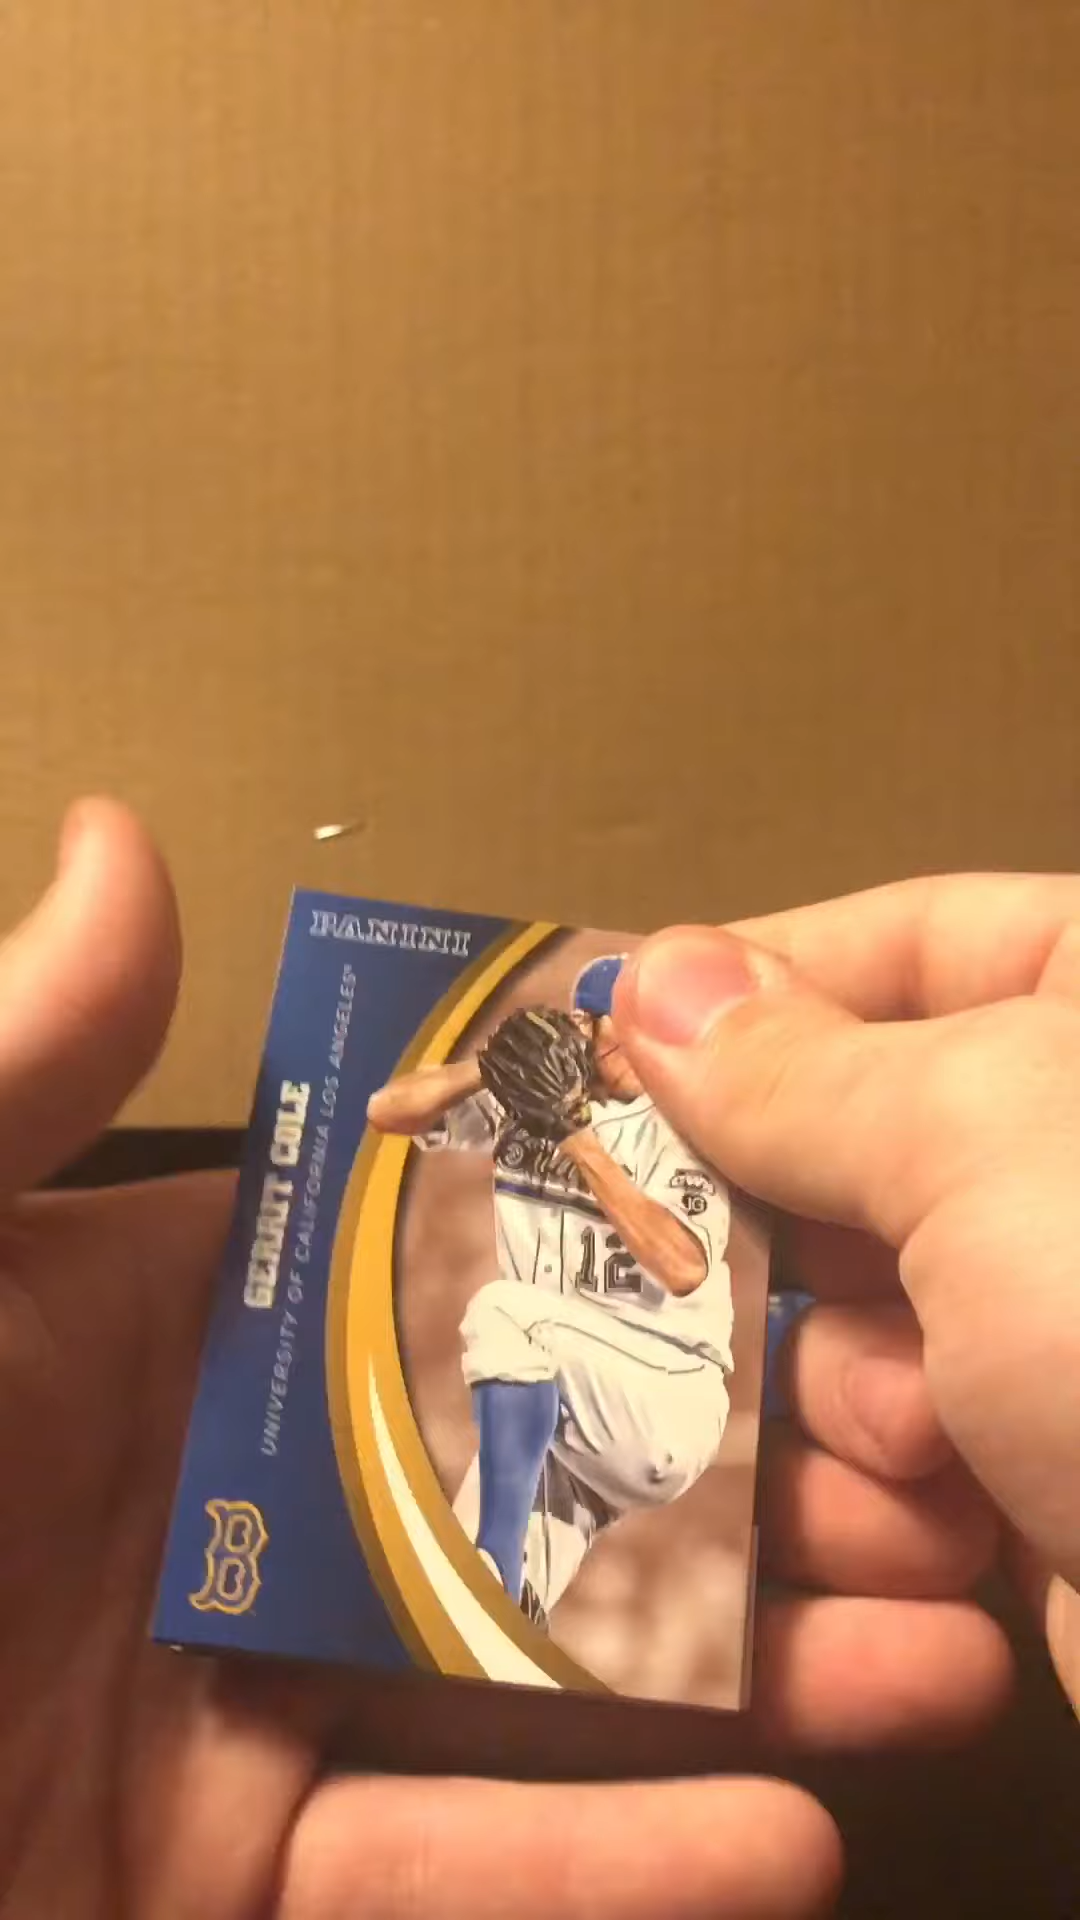 PANINI
GERRIT COLE
UNIVERSITY OF CALIFORNIA LOS ANGELES®
B
12